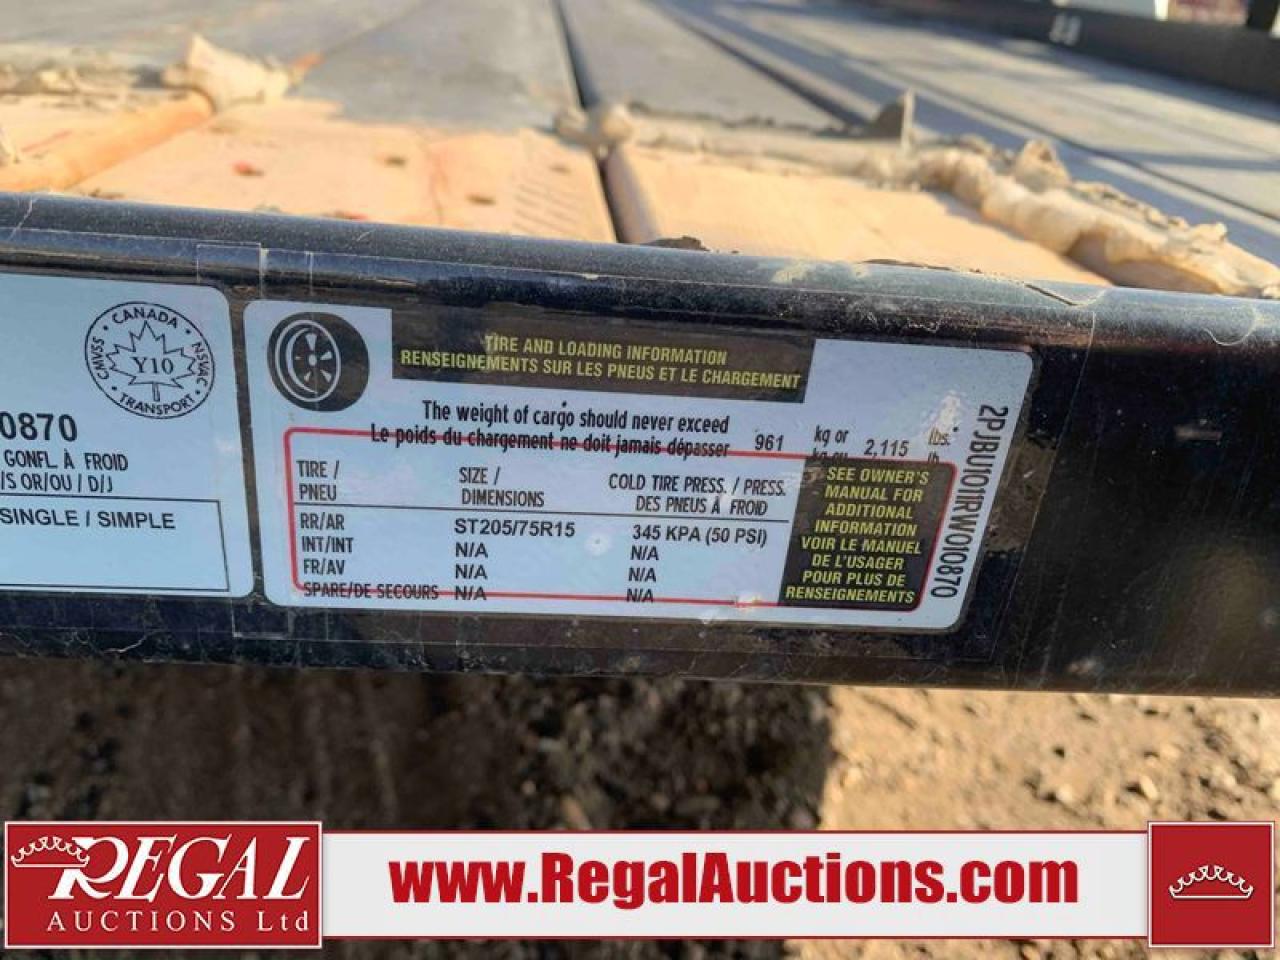 CANADA
CMVSS
Y10
NSVAC
TRANSPORT
0870
GONFL. À FROID
/S OR/OU / D/J
SINGLE / SIMPLE
TIRE AND LOADING INFORMATION
RENSEIGNEMENTS SUR LES PNEUS ET LE CHARGEMENT
The weight of cargo should never exceed
Le poids du chargement ne doit jamais dépasser 961 kg or 2,115 lbs.
TIRE / SIZE / COLD TIRE PRESS. / PRESS.
PNEU DIMENSIONS DES PNEUS À FROID
RR/AR ST205/75R15 345 KPA (50 PSI)
INT/INT N/A N/A
FR/AV N/A N/A
SPARE/DE SECOURS N/A N/A
SEE OWNER'S
MANUAL FOR
ADDITIONAL
INFORMATION
VOIR LE MANUEL
DE L'USAGER
POUR PLUS DE
RENSEIGNEMENTS
2PJBU101RW010870
REGAL
AUCTIONS Ltd
www.RegalAuctions.com